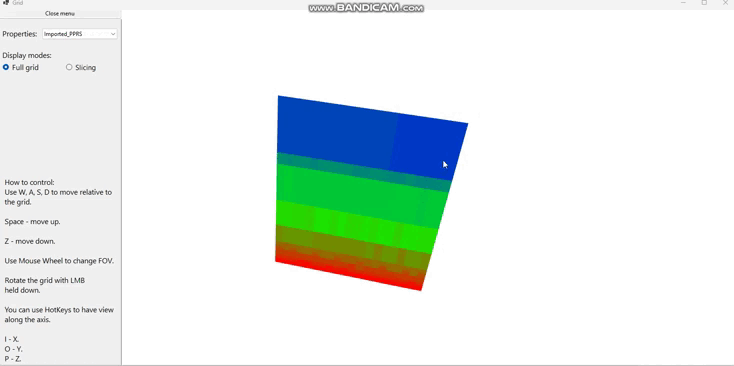 Grid
www.BANDICAM.com
Close menu
Properties: Imported_PPRS
Display modes:
Full grid Slicing
How to control:
Use W, A, S, D to move relative to
the grid.
Space - move up.
Z - move down.
Use Mouse Wheel to change FOV.
Rotate the grid with LMB
held down.
You can use HotKeys to have view
along the axis.
I - X.
O - Y.
P - Z.